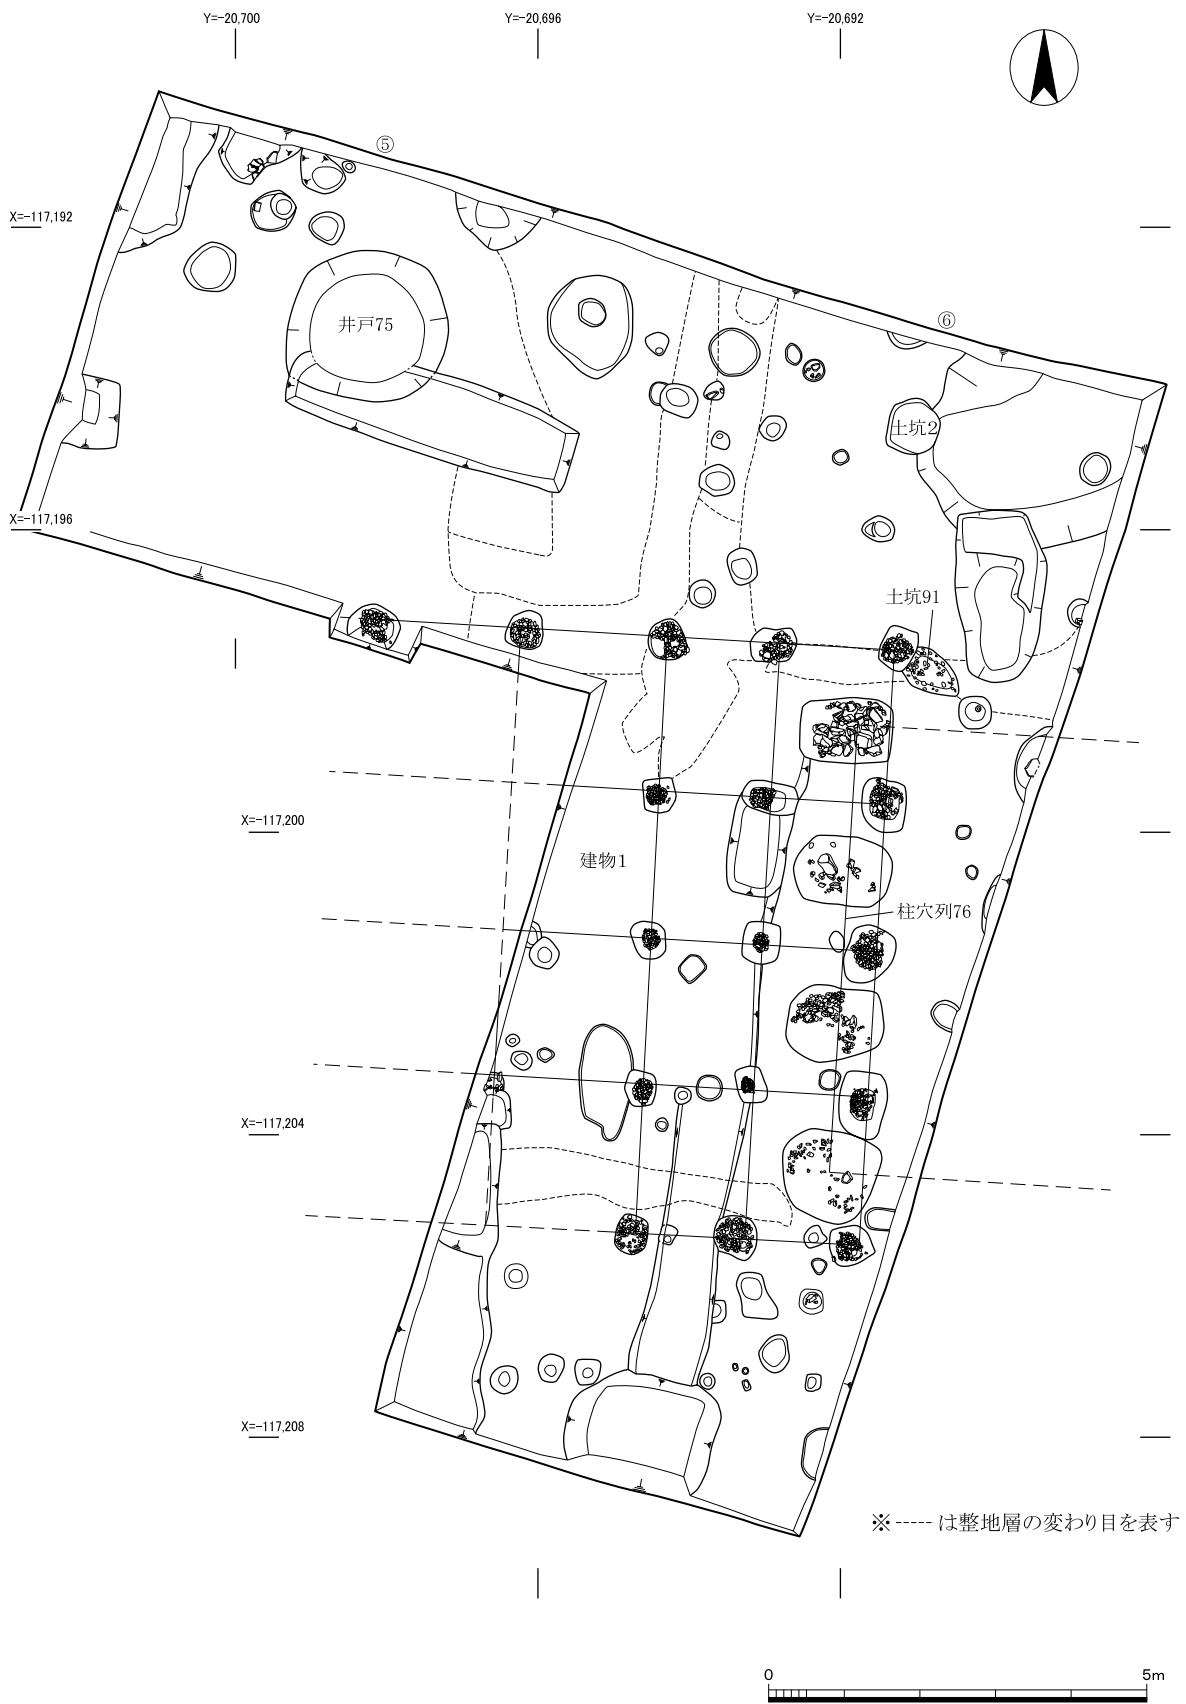 Y=-20,700
Y=-20,696
Y=-20,692
⑤
X=-117,192
井戸75
⑥
土坑2
X=-117,196
土坑91
X=-117,200
建物1
柱穴列76
X=-117,204
X=-117,208
※ ----- は整地層の変わり目を表す
0
5m